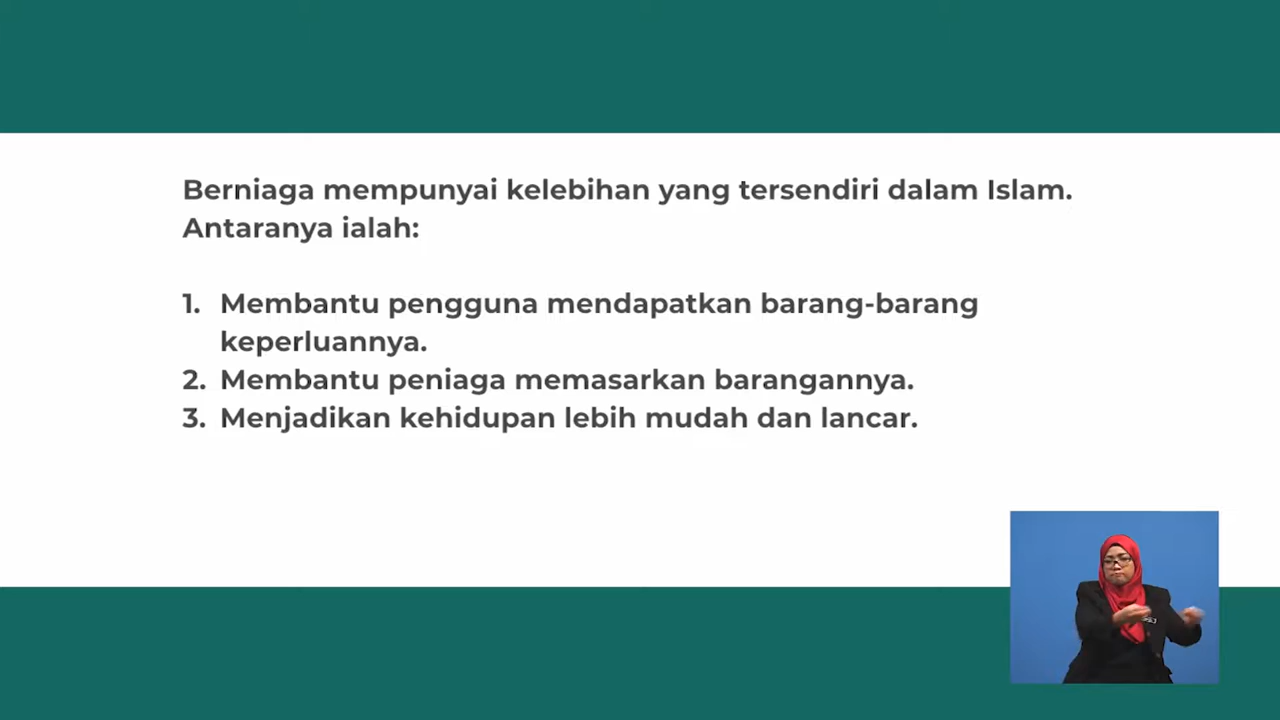 Berniaga mempunyai kelebihan yang tersendiri dalam Islam.
Antaranya ialah:
1. Membantu pengguna mendapatkan barang-barang
keperluannya.
2. Membantu peniaga memasarkan barangannya.
3. Menjadikan kehidupan lebih mudah dan lancar.